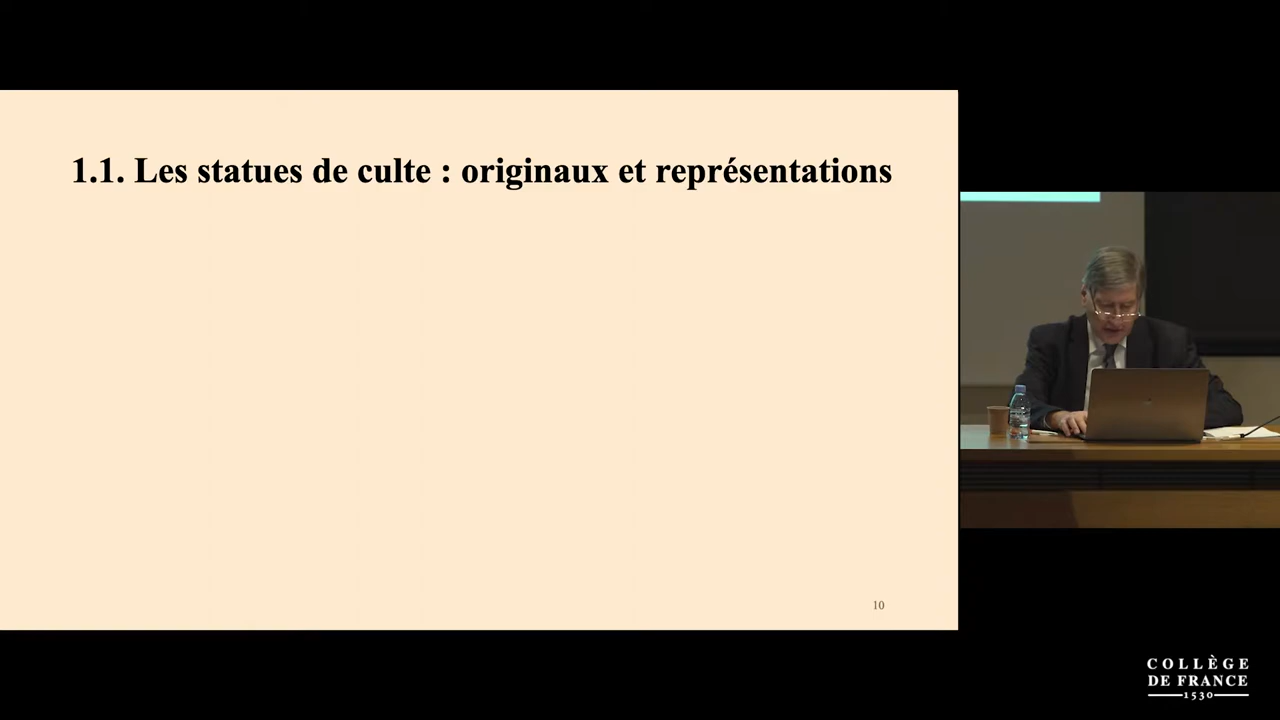 1.1. Les statues de culte : originaux et représentations
10
COLLÈGE
DE FRANCE
1530